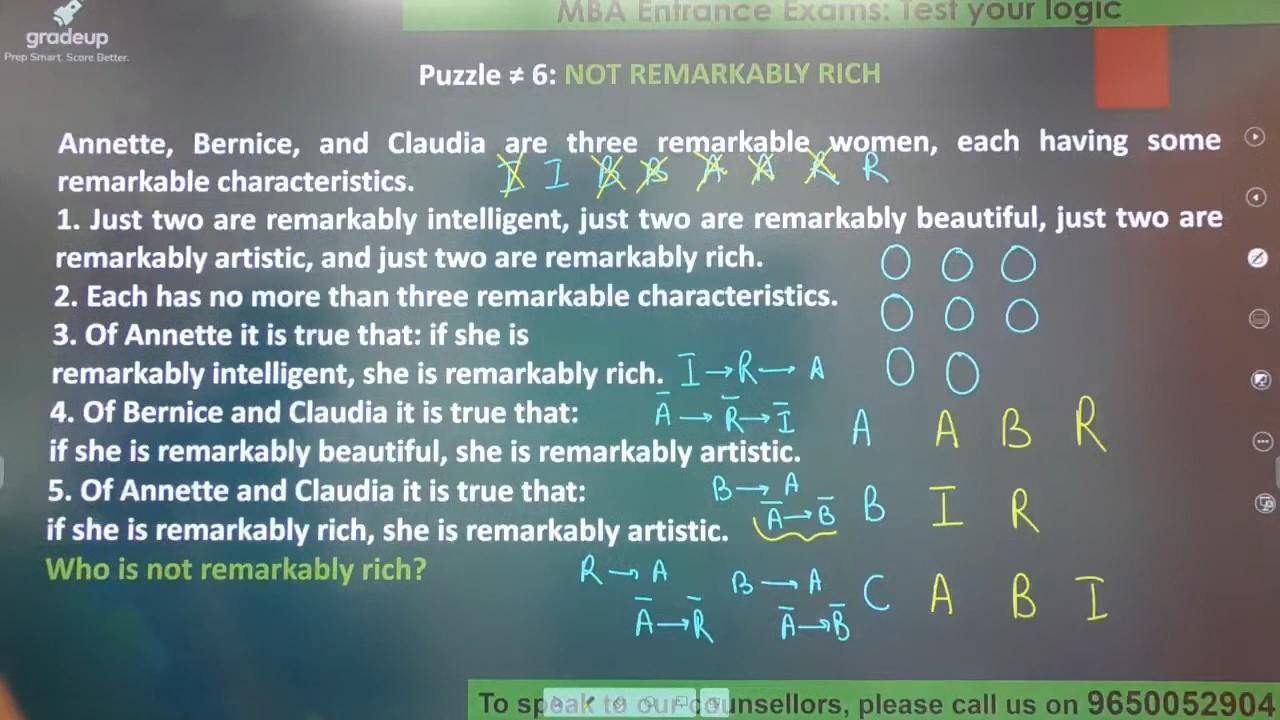 MBA Entrance Exams: Test your logic
gradeup
Prep Smart. Score Better.
Puzzle ≠ 6: NOT REMARKABLY RICH
Annette, Bernice, and Claudia are three remarkable women, each having some
remarkable characteristics.
I I B B A A R R
1. Just two are remarkably intelligent, just two are remarkably beautiful, just two are
remarkably artistic, and just two are remarkably rich.
2. Each has no more than three remarkable characteristics.
3. Of Annette it is true that: if she is
remarkably intelligent, she is remarkably rich. I → R → A
4. Of Bernice and Claudia it is true that: Ā → R̄ → Ī
A A B R
if she is remarkably beautiful, she is remarkably artistic.
5. Of Annette and Claudia it is true that: B → A
Ā → B̄ B I R
if she is remarkably rich, she is remarkably artistic.
Who is not remarkably rich? R → A B → A C A B I
Ā → R̄ Ā → B̄
To speak to our counsellors, please call us on 9650052904